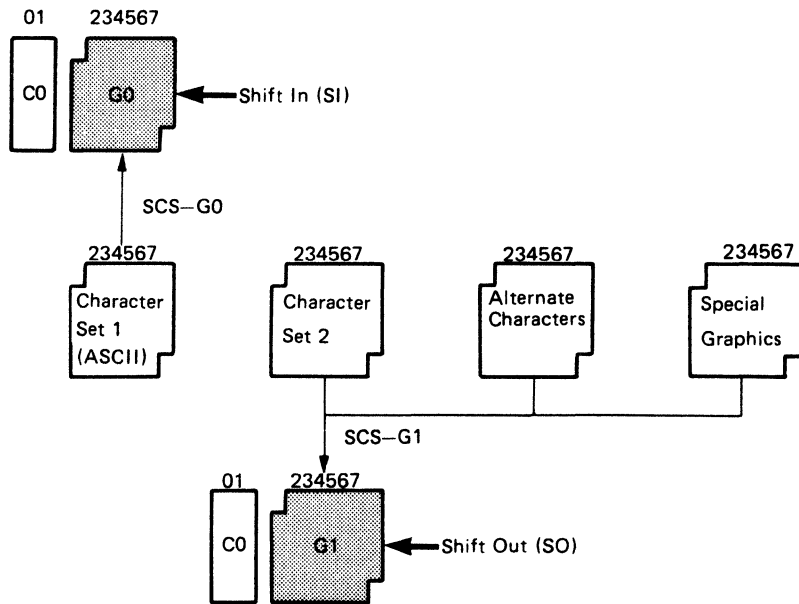 01 234567
C0 G0 Shift In (SI)
SCS—G0
234567 234567 234567 234567
Character Set 1 (ASCII)
Character Set 2
Alternate Characters
Special Graphics
SCS—G1
01 234567
C0 G1 Shift Out (SO)